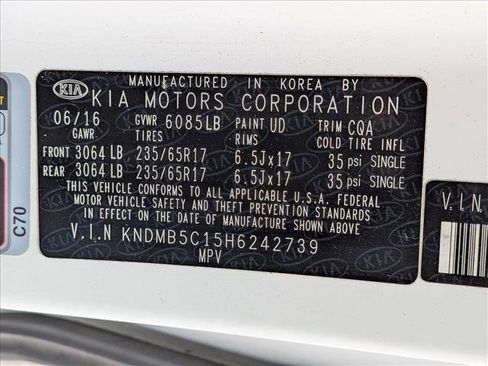 MANUFACTURED IN KOREA BY
KIA KIA MOTORS CORPORATION
06/16 GVWR 6085LB PAINT UD TRIM CQA
GAWR TIRES RIMS COLD TIRE INFL
FRONT 3064 LB 235/65R17 6.5Jx17 35 psi SINGLE
REAR 3064 LB 235/65R17 6.5Jx17 35 psi SINGLE
THIS VEHICLE CONFORMS TO ALL APPLICABLE U.S.A. FEDERAL
MOTOR VEHICLE SAFETY AND THEFT PREVENTION STANDARDS
IN EFFECT ON THE DATE OF MANUFACTURE SHOWN ABOVE
V.I.N KNDMB5C15H6242739
MPV
C70
V.I.N.